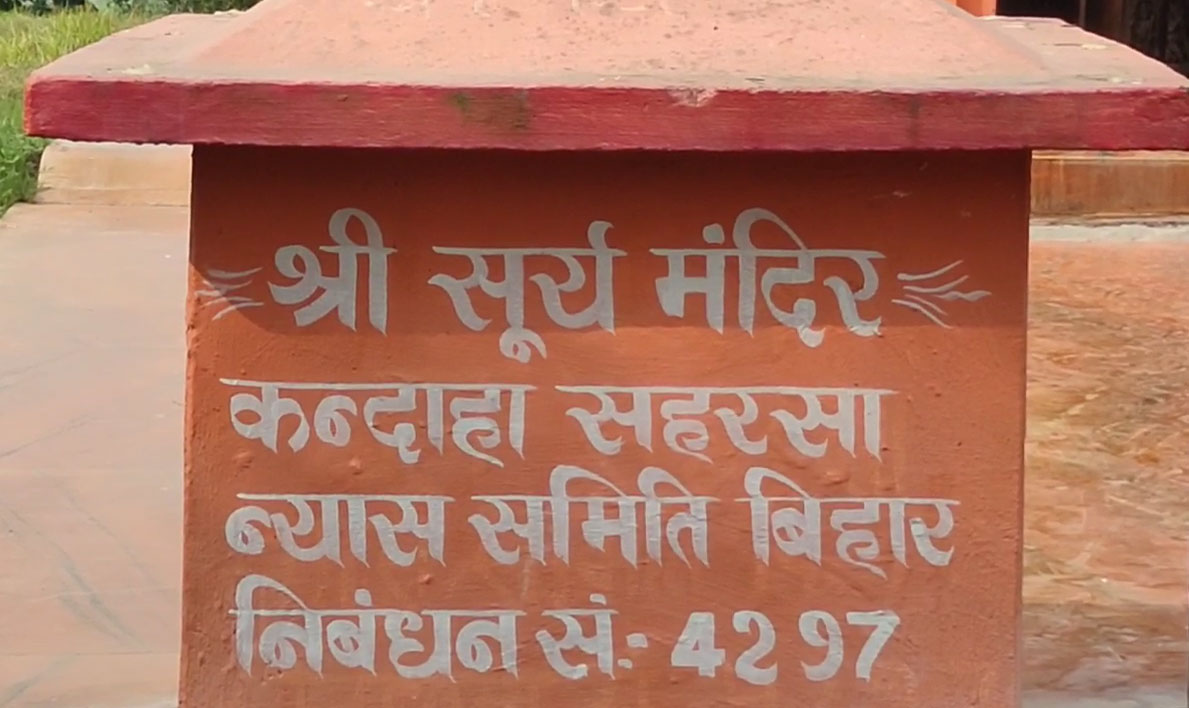 श्री सूर्य मंदिर
कन्दाहा सहरसा
न्यास समिति बिहार
निबंधन सं.:- 4297